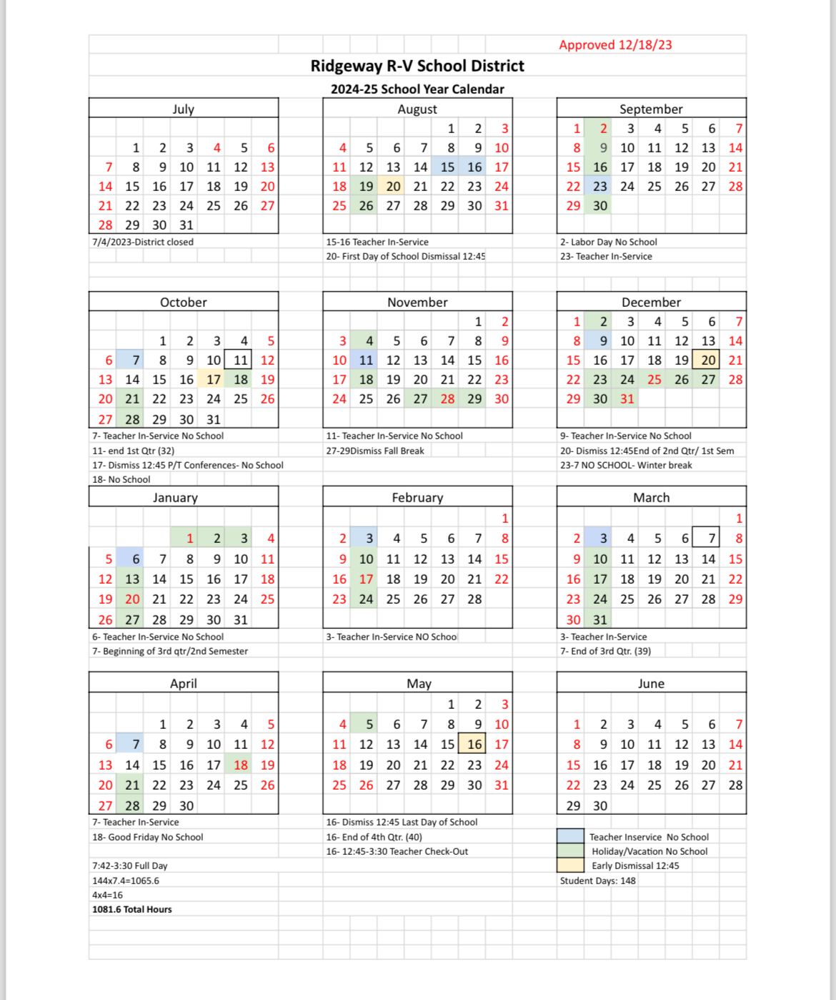 Approved 12/18/23
Ridgeway R-V School District
2024-25 School Year Calendar
July August September
1 2 3 1 2 3 4 5 6 7
1 2 3 4 5 6 4 5 6 7 8 9 10 8 9 10 11 12 13 14
7 8 9 10 11 12 13 11 12 13 14 15 16 17 15 16 17 18 19 20 21
14 15 16 17 18 19 20 18 19 20 21 22 23 24 22 23 24 25 26 27 28
21 22 23 24 25 26 27 25 26 27 28 29 30 31 29 30
28 29 30 31
7/4/2023-District closed 15-16 Teacher In-Service 2- Labor Day No School
20- First Day of School Dismissal 12:45 23- Teacher In-Service
October November December
1 2 1 2 3 4 5 6 7
1 2 3 4 5 3 4 5 6 7 8 9 8 9 10 11 12 13 14
6 7 8 9 10 11 12 10 11 12 13 14 15 16 15 16 17 18 19 20 21
13 14 15 16 17 18 19 17 18 19 20 21 22 23 22 23 24 25 26 27 28
20 21 22 23 24 25 26 24 25 26 27 28 29 30 29 30 31
27 28 29 30 31
7- Teacher In-Service No School 11- Teacher In-Service No School 9- Teacher In-Service No School
11- end 1st Qtr (32) 27-29Dismiss Fall Break 20- Dismiss 12:45End of 2nd Qtr/ 1st Sem
17- Dismiss 12:45 P/T Conferences- No School 23-7 NO SCHOOL- Winter break
18- No School
January February March
1 1
1 2 3 4 2 3 4 5 6 7 8 2 3 4 5 6 7 8
5 6 7 8 9 10 11 9 10 11 12 13 14 15 9 10 11 12 13 14 15
12 13 14 15 16 17 18 16 17 18 19 20 21 22 16 17 18 19 20 21 22
19 20 21 22 23 24 25 23 24 25 26 27 28 23 24 25 26 27 28 29
26 27 28 29 30 31 30 31
6- Teacher In-Service No School 3- Teacher In-Service NO Schoo 3- Teacher In-Service
7- Beginning of 3rd qtr/2nd Semester 7- End of 3rd Qtr. (39)
April May June
1 2 3
1 2 3 4 5 4 5 6 7 8 9 10 1 2 3 4 5 6 7
6 7 8 9 10 11 12 11 12 13 14 15 16 17 8 9 10 11 12 13 14
13 14 15 16 17 18 19 18 19 20 21 22 23 24 15 16 17 18 19 20 21
20 21 22 23 24 25 26 25 26 27 28 29 30 31 22 23 24 25 26 27 28
27 28 29 30 29 30
7- Teacher In-Service 16- Dismiss 12:45 Last Day of School
18- Good Friday No School 16- End of 4th Qtr. (40) Teacher Inservice No School
16- 12:45-3:30 Teacher Check-Out Holiday/Vacation No School
7:42-3:30 Full Day Early Dismissal 12:45
144x7.4=1065.6 Student Days: 148
4x4=16
1081.6 Total Hours